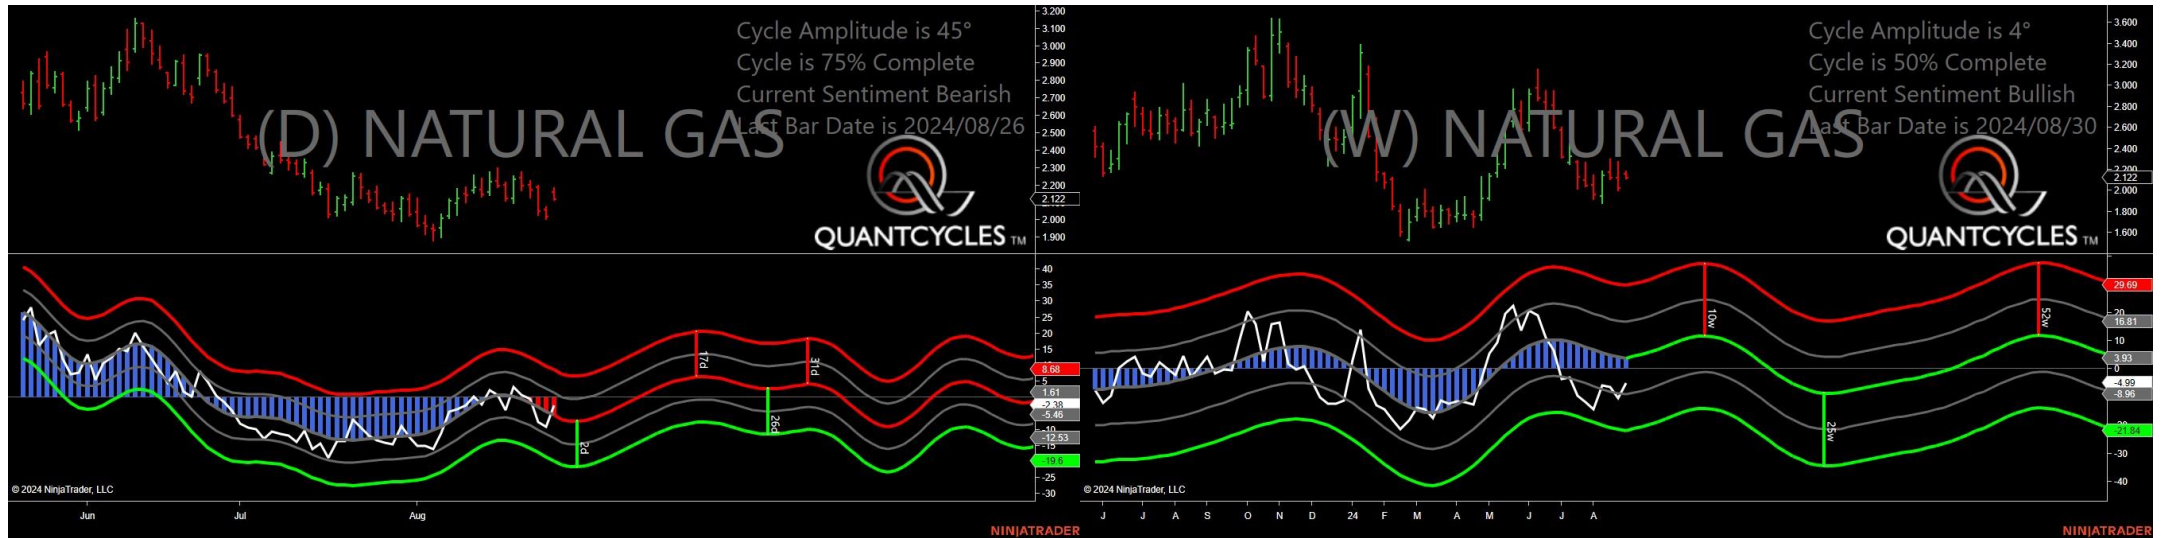 Cycle Amplitude is 45°
Cycle is 75% Complete
Current Sentiment Bearish
Last Bar Date is 2024/08/26
(D) NATURAL GAS
QUANTCYCLES TM
3.200
3.100
3.000
2.900
2.800
2.700
2.600
2.500
2.400
2.300
2.200
2.122
2.000
1.900
40
35
30
25
20
15
8.68
5
1.61
-2.38
-5.46
-12.53
-15
-19.6
-25
-30
17d
31d
2d
26d
© 2024 NinjaTrader, LLC
Jun Jul Aug
NINJATRADER
Cycle Amplitude is 4°
Cycle is 50% Complete
Current Sentiment Bullish
Last Bar Date is 2024/08/30
(W) NATURAL GAS
QUANTCYCLES TM
3.600
3.400
3.200
3.000
2.800
2.600
2.400
2.200
2.122
2.000
1.800
1.600
29.69
20
16.81
10
3.93
0
-4.99
-8.96
-21.84
-30
-40
10w
52w
25w
© 2024 NinjaTrader, LLC
J J A S O N D 24 F M A M J J A
NINJATRADER